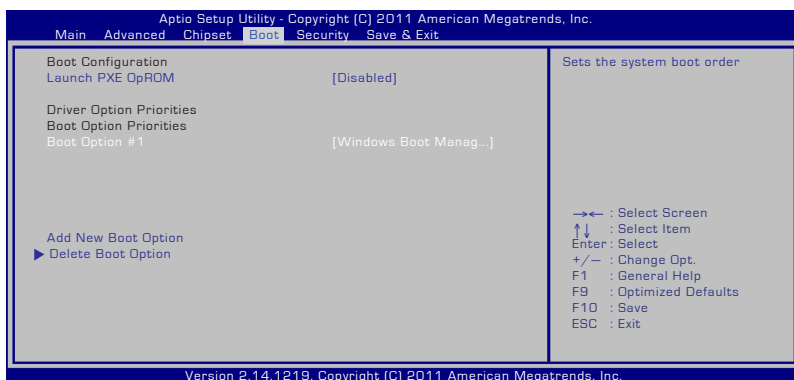 Aptio Setup Utility - Copyright (C) 2011 American Megatrends, Inc.
Main Advanced Chipset Boot Security Save & Exit
Boot Configuration
Launch PXE OpROM [Disabled]
Driver Option Priorities
Boot Option Priorities
Boot Option #1 [Windows Boot Manag...]
Add New Boot Option
Delete Boot Option
Sets the system boot order
→← : Select Screen
↑↓ : Select Item
Enter : Select
+/— : Change Opt.
F1 : General Help
F9 : Optimized Defaults
F10 : Save
ESC : Exit
Version 2.14.1219. Copyright (C) 2011 American Megatrends, Inc.